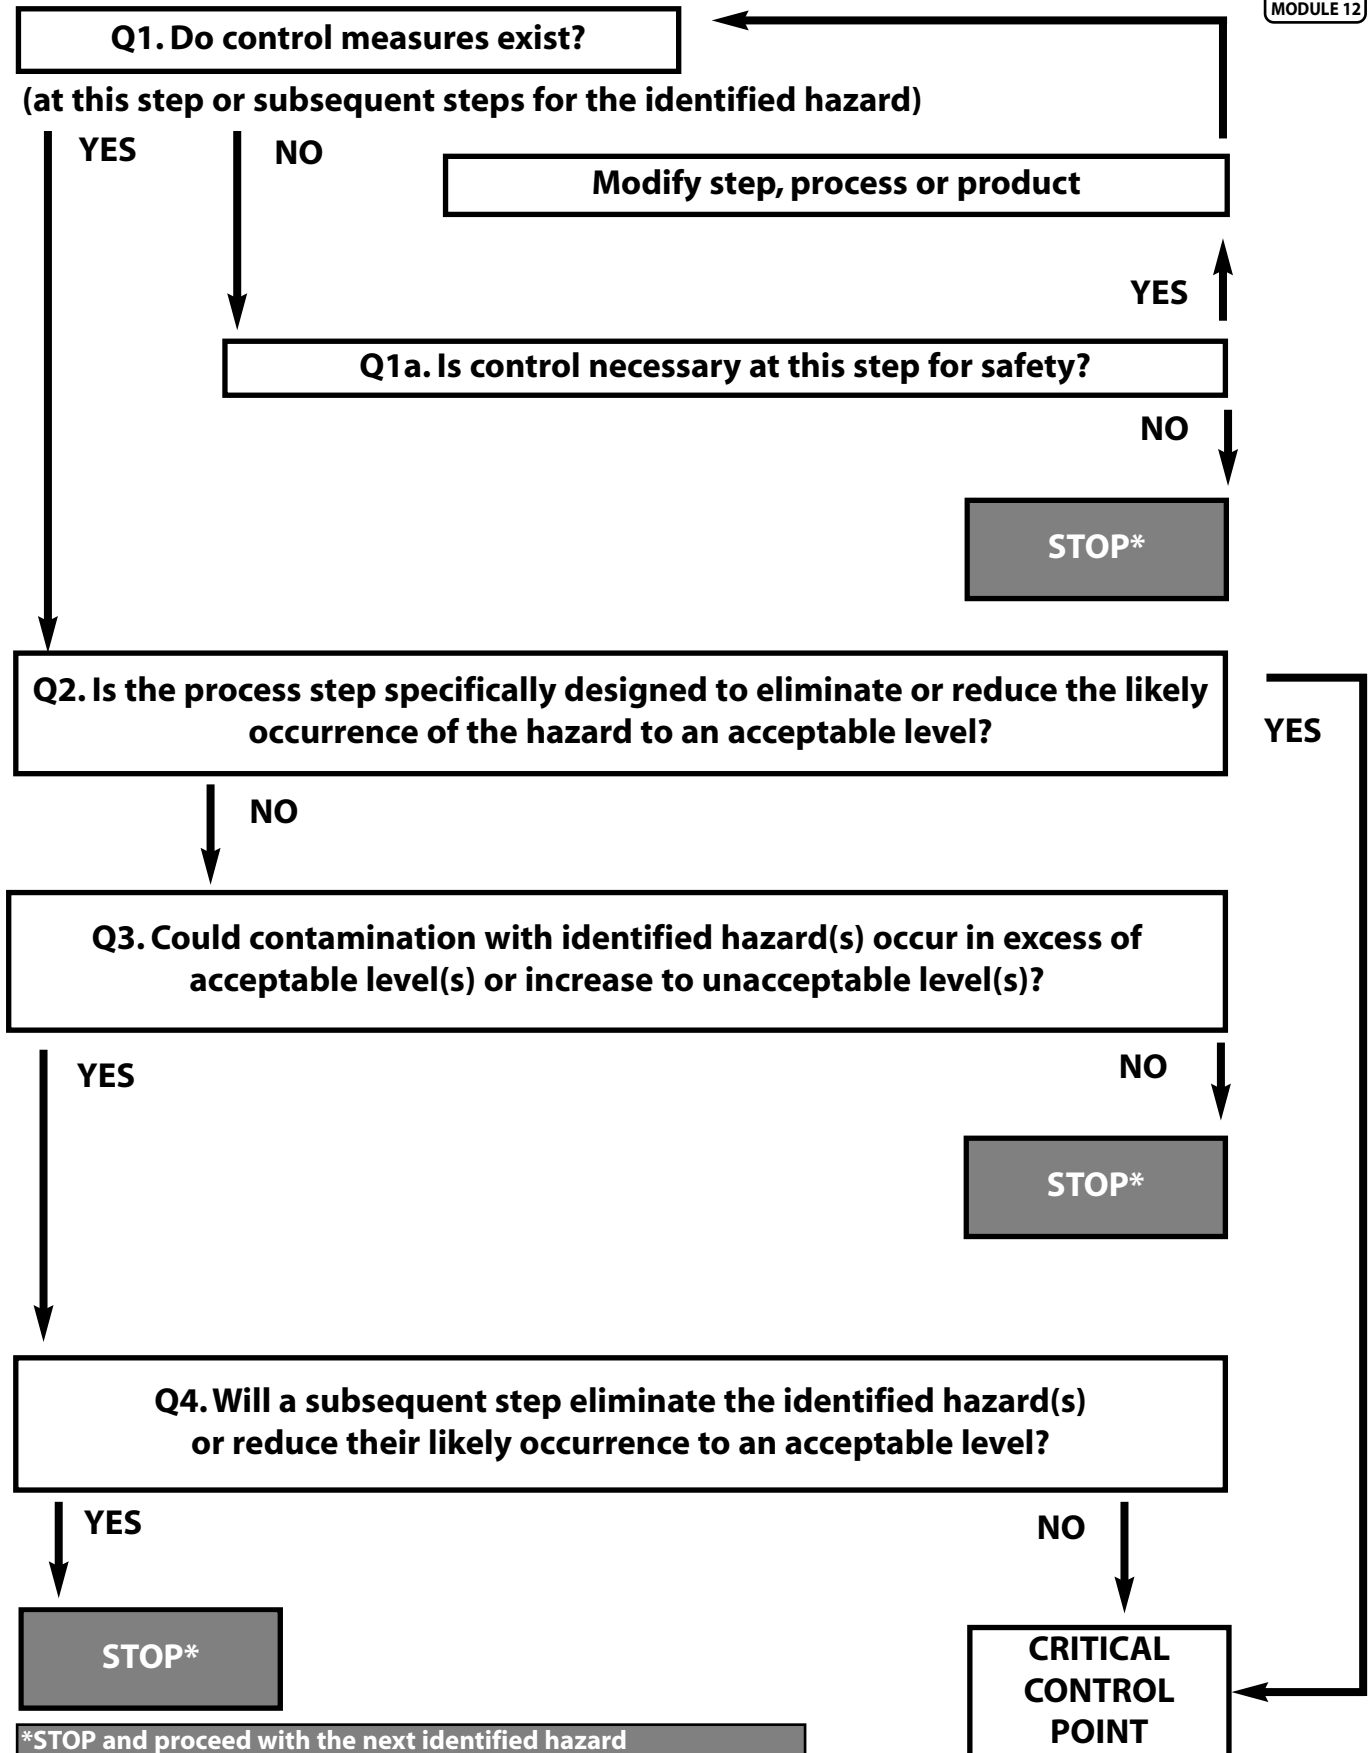 MODULE 12
Q1. Do control measures exist?
(at this step or subsequent steps for the identified hazard)
YES
NO
Modify step, process or product
YES
Q1a. Is control necessary at this step for safety?
NO
STOP*
Q2. Is the process step specifically designed to eliminate or reduce the likely
occurrence of the hazard to an acceptable level?
YES
NO
Q3. Could contamination with identified hazard(s) occur in excess of
acceptable level(s) or increase to unacceptable level(s)?
YES
NO
STOP*
Q4. Will a subsequent step eliminate the identified hazard(s)
or reduce their likely occurrence to an acceptable level?
YES
NO
STOP*
CRITICAL
CONTROL
POINT
*STOP and proceed with the next identified hazard